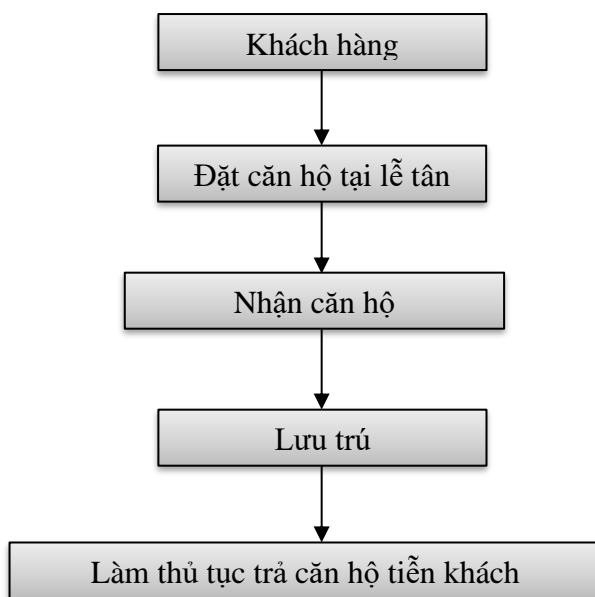 Khách hàng
Đặt căn hộ tại lễ tân
Nhận căn hộ
Lưu trú
Làm thủ tục trả căn hộ tiễn khách